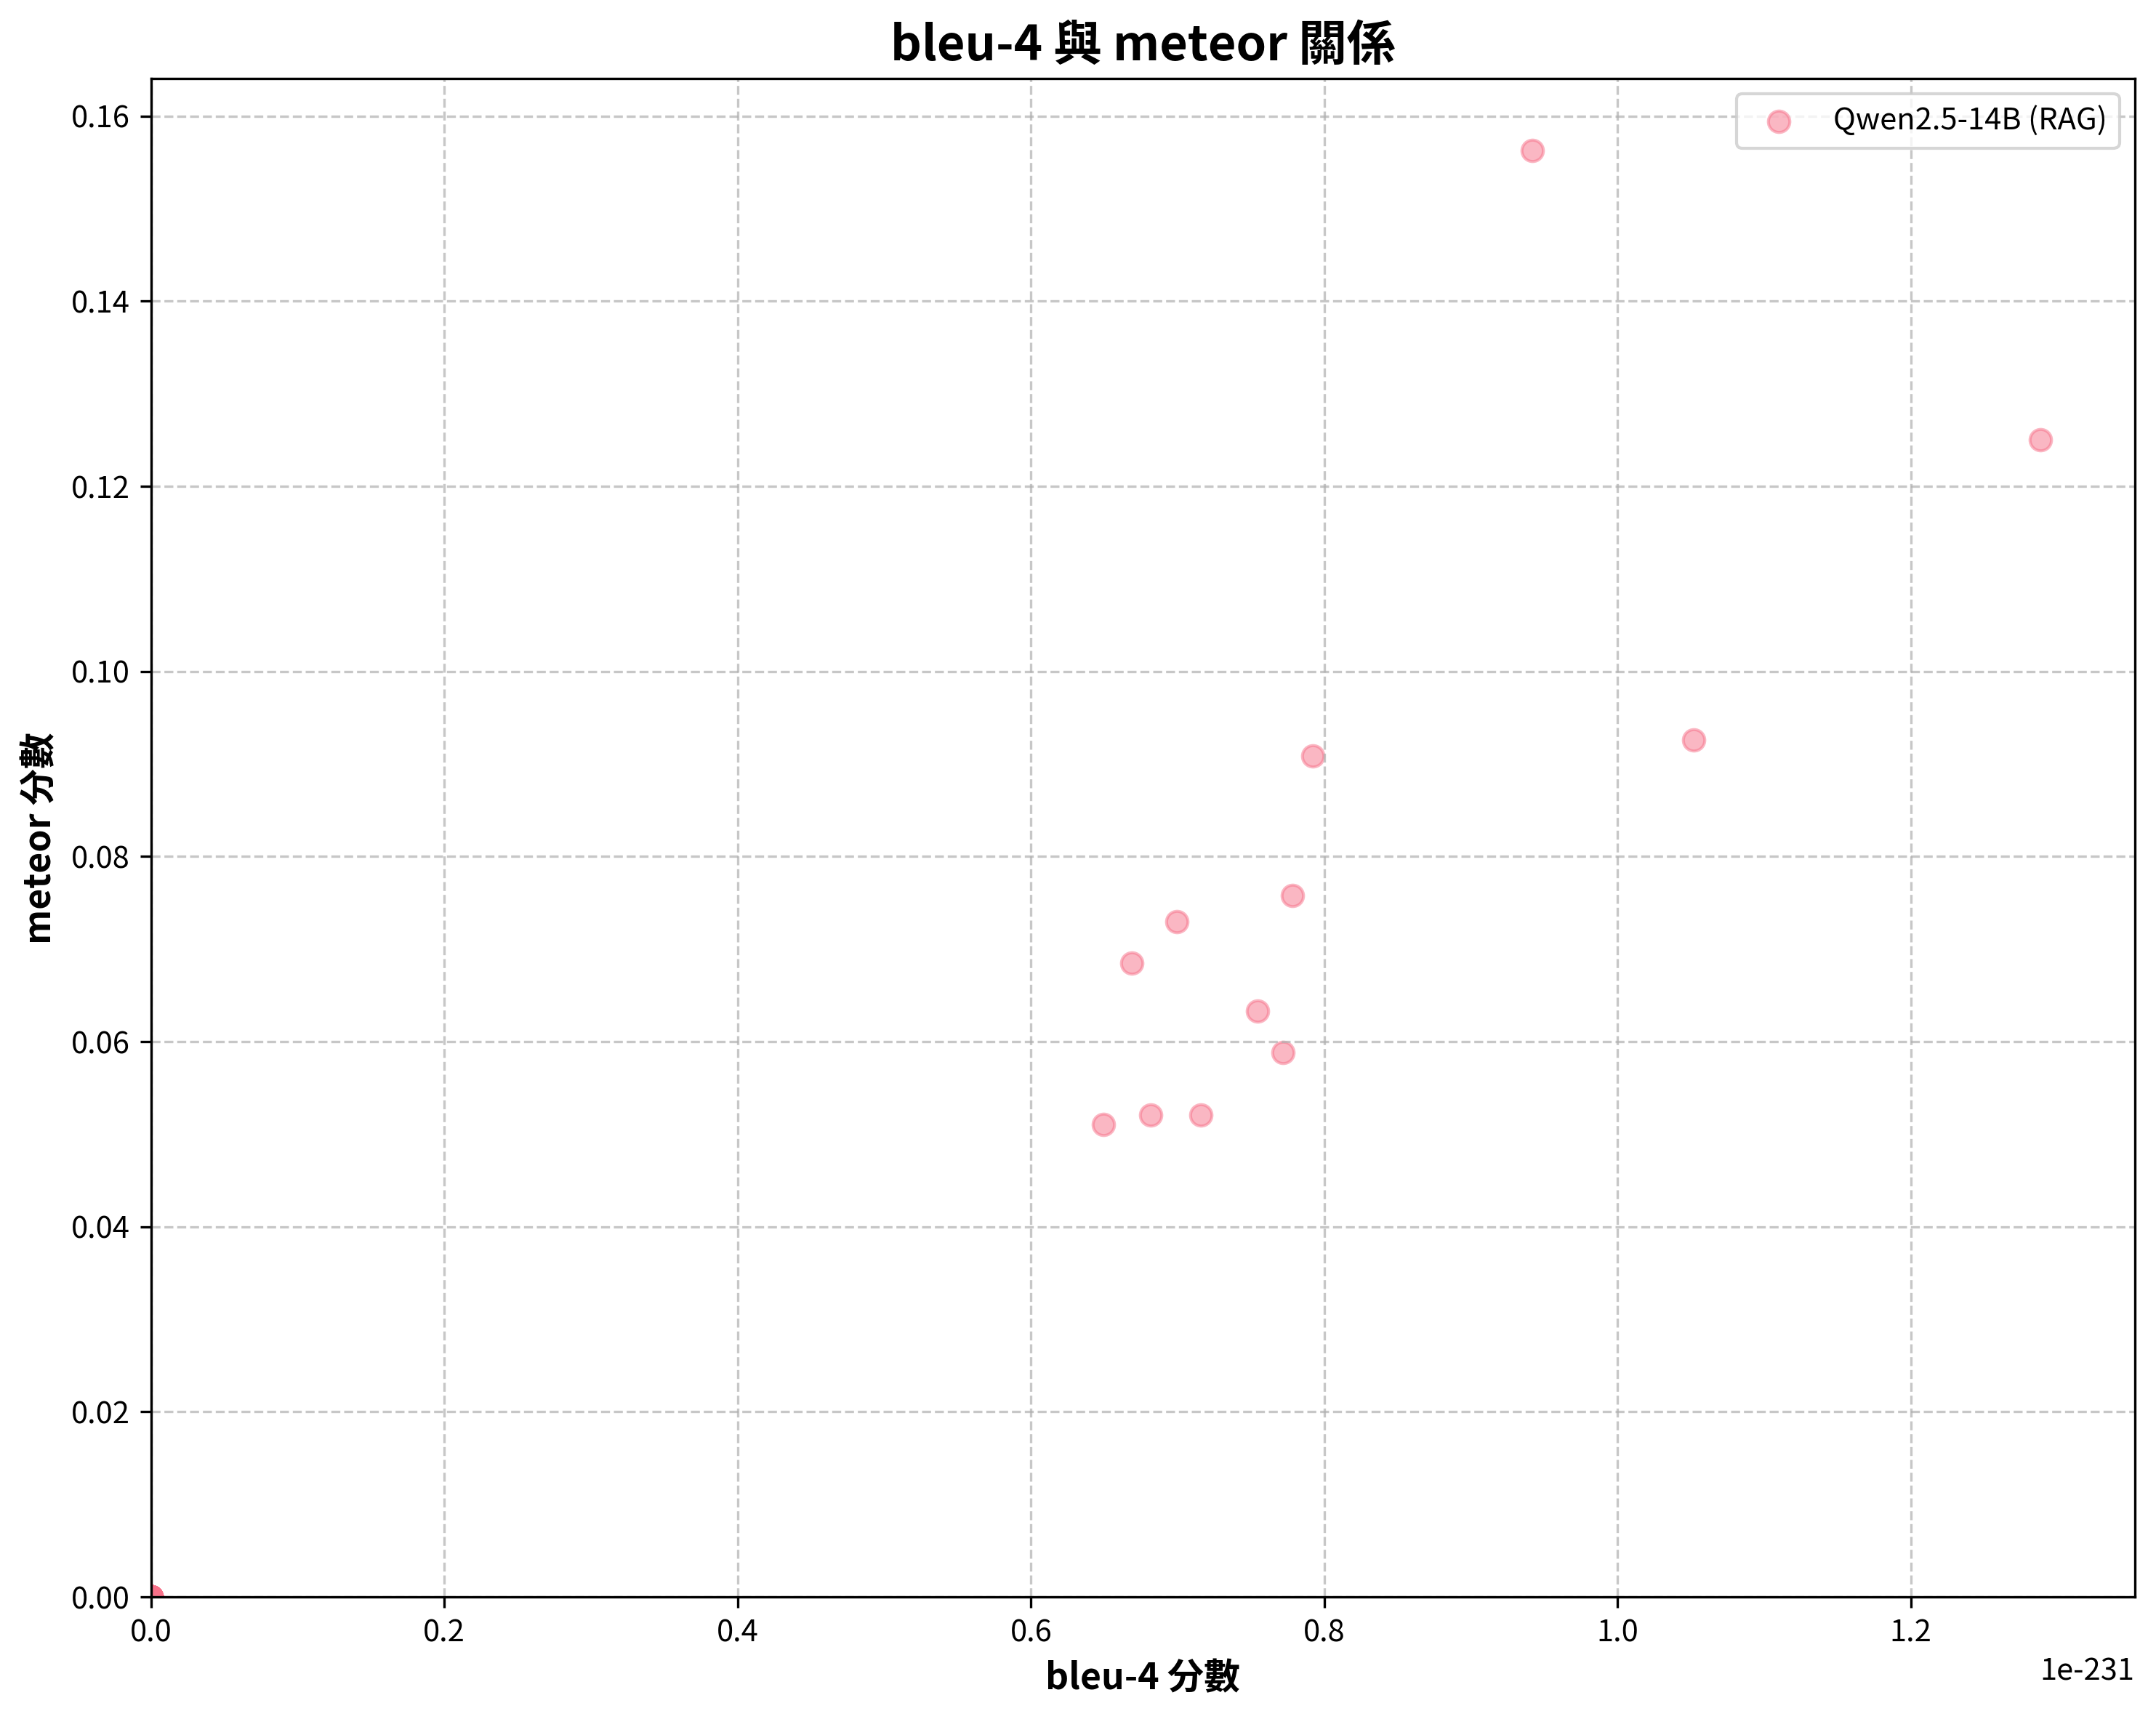 bleu-4 與 meteor 關係
Qwen2.5-14B (RAG)
meteor 分數
0.16
0.14
0.12
0.10
0.08
0.06
0.04
0.02
0.00
0.0 0.2 0.4 0.6 0.8 1.0 1.2
1e-231
bleu-4 分數